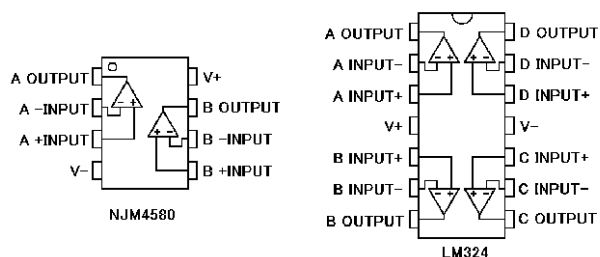 A OUTPUT
A -INPUT
A +INPUT
V-
V+
B OUTPUT
B -INPUT
B +INPUT
- +
+ -
NJM4580
A OUTPUT
A INPUT-
A INPUT+
V+
B INPUT+
B INPUT-
B OUTPUT
D OUTPUT
D INPUT-
D INPUT+
V-
C INPUT+
C INPUT-
C OUTPUT
- +
+ -
- +
+ -
LM324